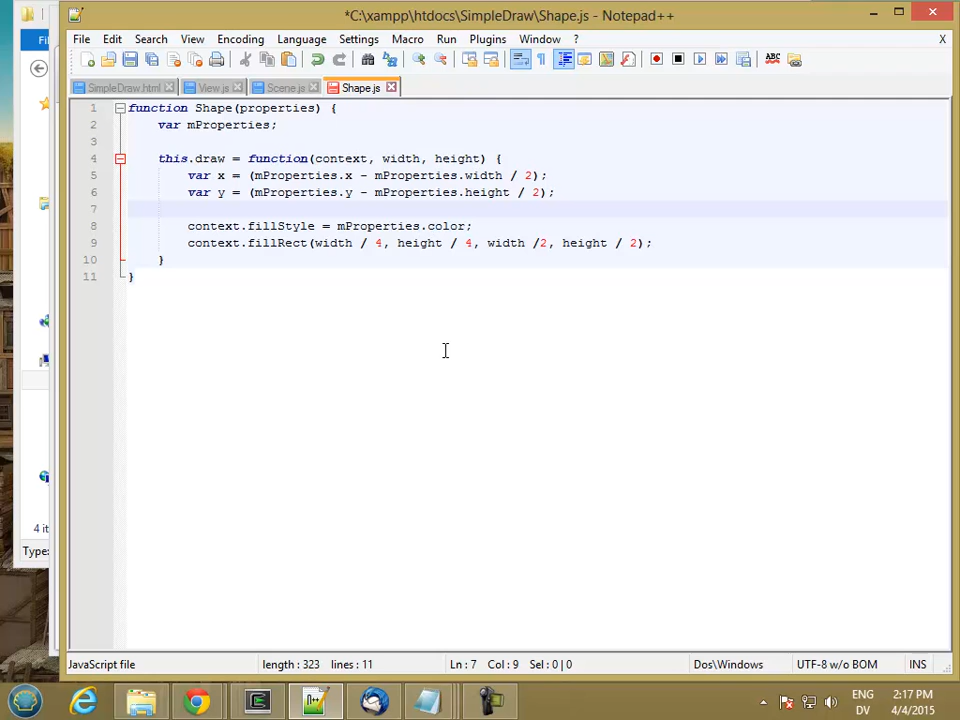 *C:\xampp\htdocs\SimpleDraw\Shape.js - Notepad++
File Edit Search View Encoding Language Settings Macro Run Plugins Window ? X
SimpleDraw.html View.js Scene.js Shape.js
1 function Shape(properties) {
2 var mProperties;
3
4 this.draw = function(context, width, height) {
5 var x = (mProperties.x - mProperties.width / 2);
6 var y = (mProperties.y - mProperties.height / 2);
7
8 context.fillStyle = mProperties.color;
9 context.fillRect(width / 4, height / 4, width /2, height / 2);
10 }
11 }
4 it
Type:
JavaScript file length : 323 lines : 11 Ln : 7 Col : 9 Sel : 0 | 0 Dos\Windows UTF-8 w/o BOM INS
ENG 2:17 PM
DV 4/4/2015